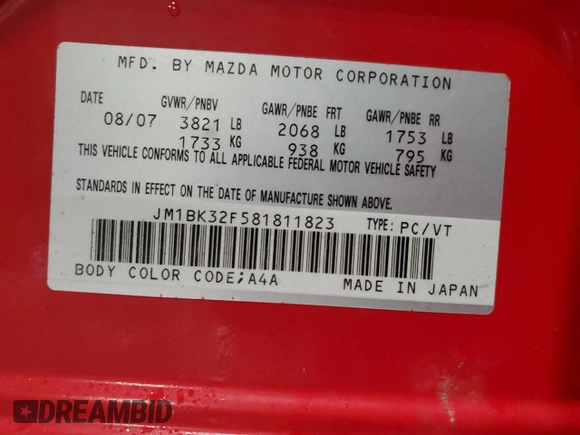 MFD. BY MAZDA MOTOR CORPORATION
DATE GVWR/PNBV GAWR/PNBE FRT GAWR/PNBE RR
08/07 3821 LB 2068 LB 1753 LB
1733 KG 938 KG 795 KG
THIS VEHICLE CONFORMS TO ALL APPLICABLE FEDERAL MOTOR VEHICLE SAFETY
STANDARDS IN EFFECT ON THE DATE OF MANUFACTURE SHOWN ABOVE.
JM1BK32F581811823 TYPE: PC/VT
BODY COLOR CODE;A4A MADE IN JAPAN
DREAMBID